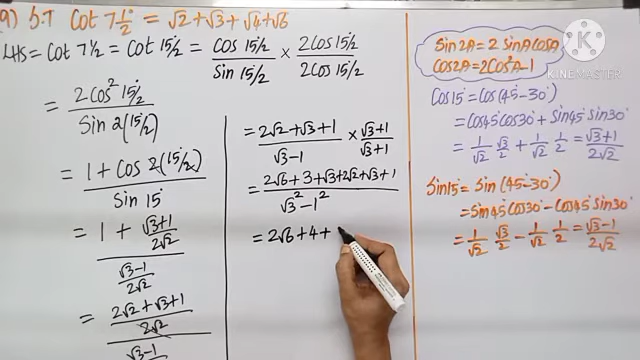 9) S.T Cot 7½° = √2 + √3 + √4 + √6
LHS = Cot 7½ = Cot 15°/2 = Cos 15°/2 / Sin 15°/2 × 2Cos 15°/2 / 2Cos 15°/2
= 2Cos² 15°/2 / Sin 2(15°/2)
= 1 + Cos 2(15°/2) / Sin 15°
= 1 + √3+1 / 2√2 / √3-1 / 2√2
= 2√2 + √3+1 / 2√2 / √3-1
= 2√2 + √3 + 1 / √3-1 × √3+1 / √3+1
= 2√6 + 3 + √3 + 2√2 + √3 + 1 / √3² - 1²
= 2√6 + 4 +
Sin2A = 2 SinA CosA
Cos2A = 2Cos²A - 1
KINEMASTER
Cos15° = Cos(45°-30°)
= Cos45° Cos30° + Sin45° Sin30°
= 1/√2 √3/2 + 1/√2 1/2 = √3+1 / 2√2
Sin15° = Sin(45°-30°)
= Sin45° Cos30° - Cos45° Sin30°
= 1/√2 √3/2 - 1/√2 1/2 = √3-1 / 2√2